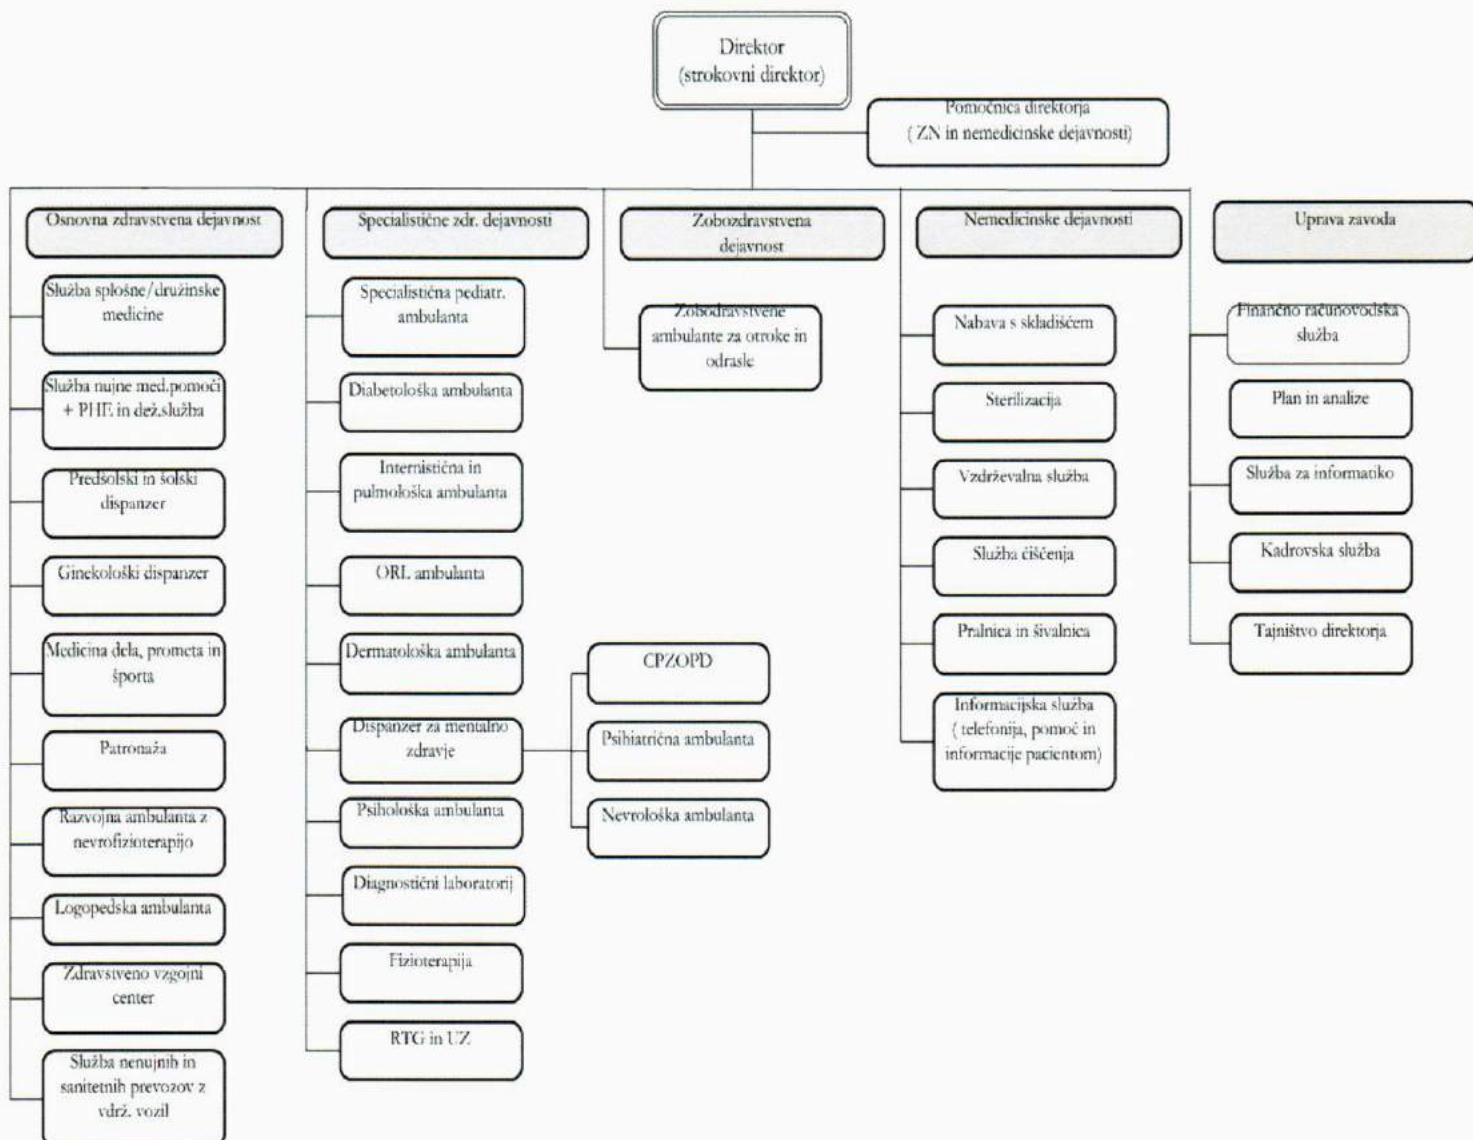 Direktor
(strokovni direktor)
Pomočnica direktorja
( ZN in nemedicinske dejavnosti)
Osnovna zdravstvena dejavnost
Služba splošne/družinske
medicine
Služba nujne med.pomoči
+ PHE in dež.služba
Predšolski in šolski
dispanzer
Ginekološki dispanzer
Medicina dela, prometa in
športa
Patronaža
Razvojna ambulanta z
nevrofizioterapijo
Logopedska ambulanta
Zdravstveno vzgojni
center
Služba nenujnih in
sanitetnih prevozov z
vdrž. vozil
Specialistične zdr. dejavnosti
Specialistična pediatr.
ambulanta
Diabetološka ambulanta
Internistična in
pulmološka ambulanta
ORL ambulanta
Dermatološka ambulanta
Dispanzer za mentalno
zdravje
CPZOPD
Psihiatrična ambulanta
Nevrološka ambulanta
Psihološka ambulanta
Diagnostični laboratorij
Fizioterapija
RTG in UZ
Zobozdravstvena
dejavnost
Zobodravstvene
ambulante za otroke in
odrasle
Nemedicinske dejavnosti
Nabava s skladiščem
Sterilizacija
Vzdrževalna služba
Služba čiščenja
Pralnica in šivalnica
Informacijska služba
( telefonija, pomoč in
informacije pacientom)
Uprava zavoda
Finančno računovodska
služba
Plan in analize
Služba za informatiko
Kadrovska služba
Tajništvo direktorja